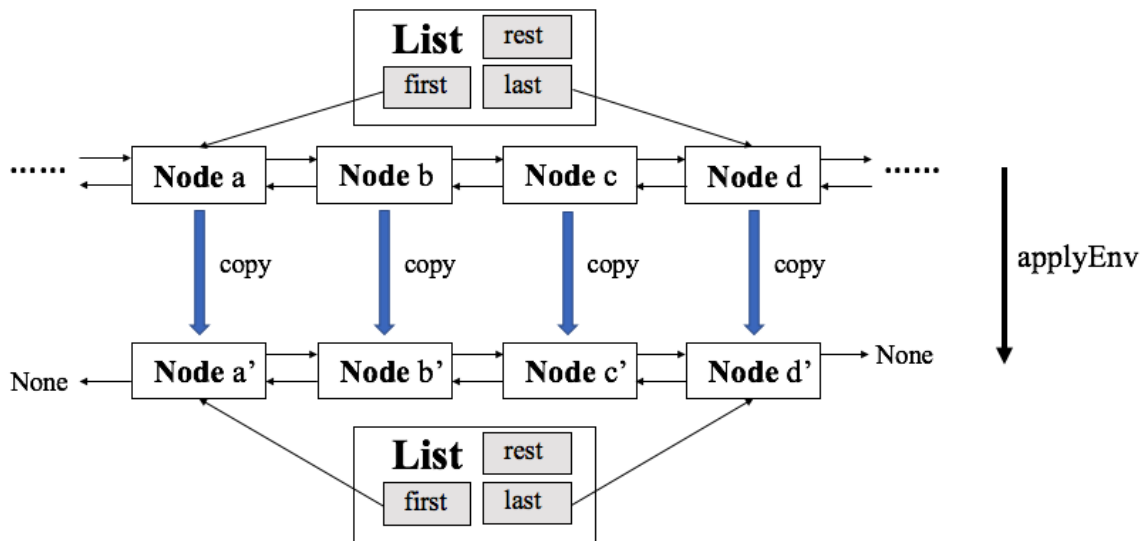 List rest
first last
...... Node a Node b Node c Node d ......
copy copy copy copy
applyEnv
None Node a’ Node b’ Node c’ Node d’ None
List rest
first last